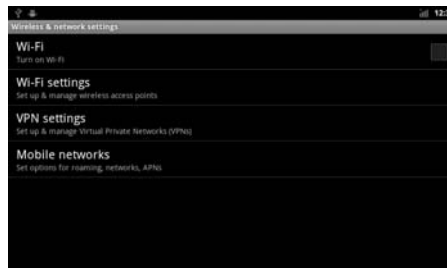 12:
Wireless & network settings
Wi-Fi
Turn on Wi-Fi
Wi-Fi settings
Set up & manage wireless access points
VPN settings
Set up & manage Virtual Private Networks (VPNs)
Mobile networks
Set options for roaming, networks, APNs